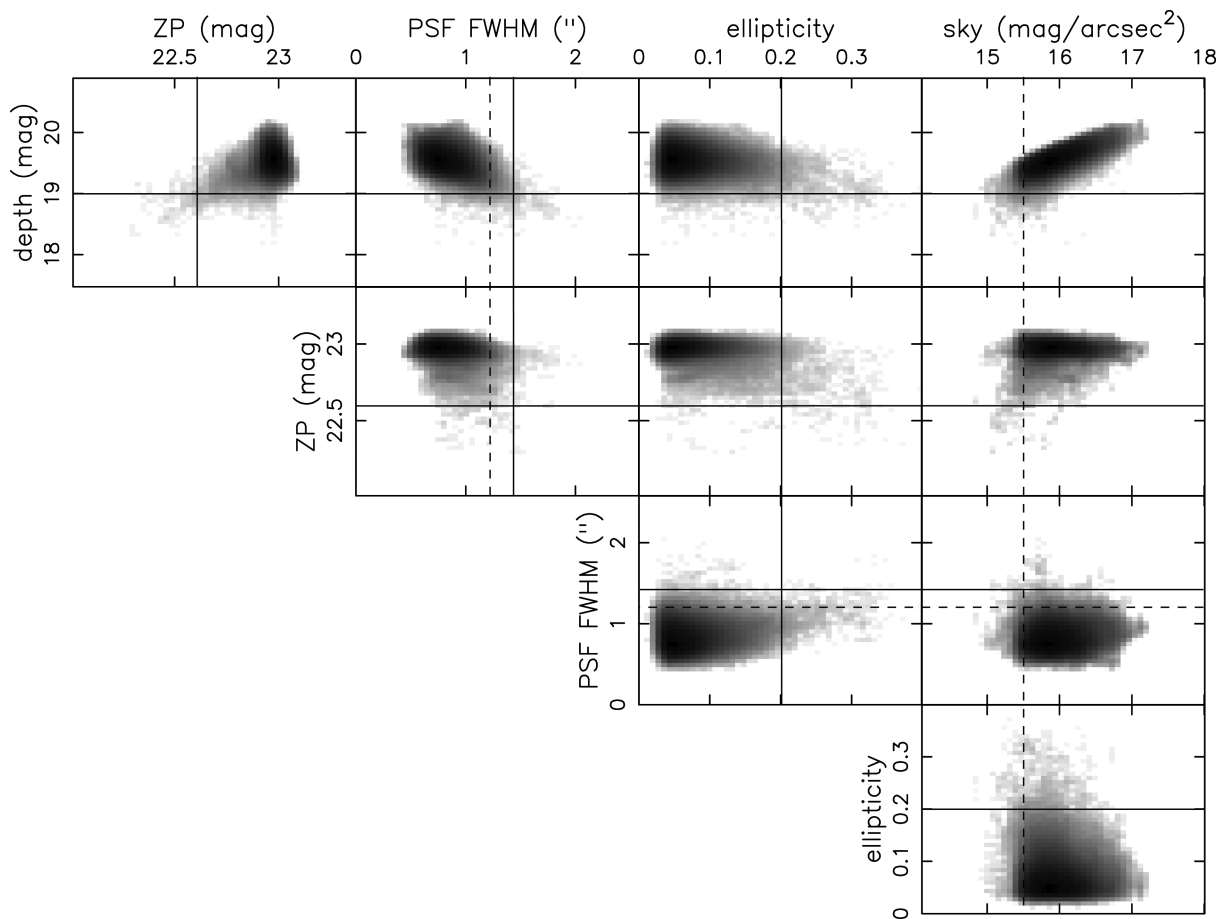 ZP (mag) PSF FWHM (") ellipticity sky (mag/arcsec²)
22.5 23 0 1 2 0 0.1 0.2 0.3 15 16 17 18
depth (mag)
20
19
18
ZP (mag)
23
22.5
PSF FWHM (")
2
1
0
ellipticity
0.3
0.2
0.1
0